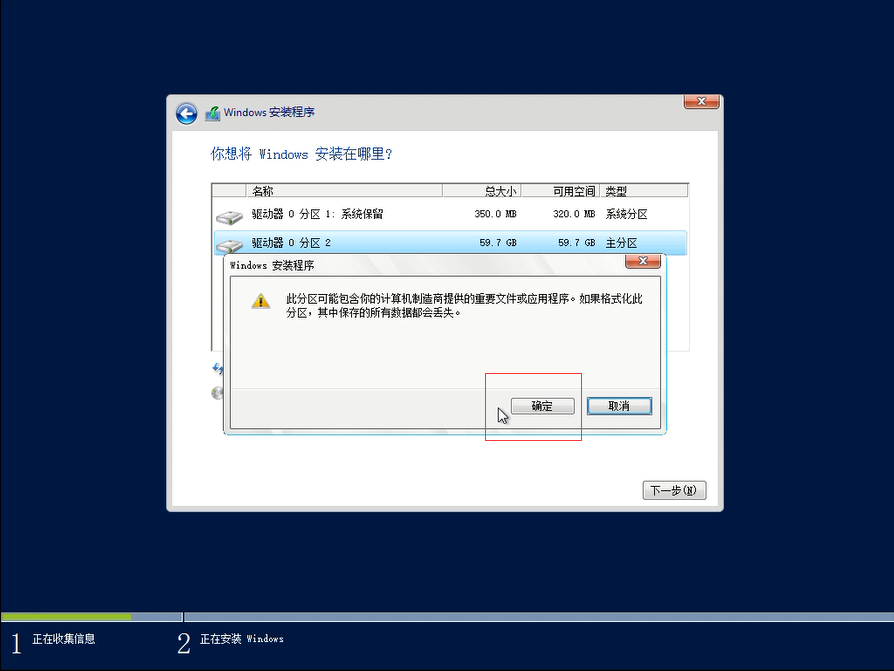 Windows 安装程序
你想将 Windows 安装在哪里?
名称 总大小 可用空间 类型
驱动器 0 分区 1: 系统保留 350.0 MB 320.0 MB 系统分区
驱动器 0 分区 2 59.7 GB 59.7 GB 主分区
Windows 安装程序
此分区可能包含你的计算机制造商提供的重要文件或应用程序。如果格式化此
分区，其中保存的所有数据都会丢失。
确定 取消
下一步(N)
1 正在收集信息 2 正在安装 Windows